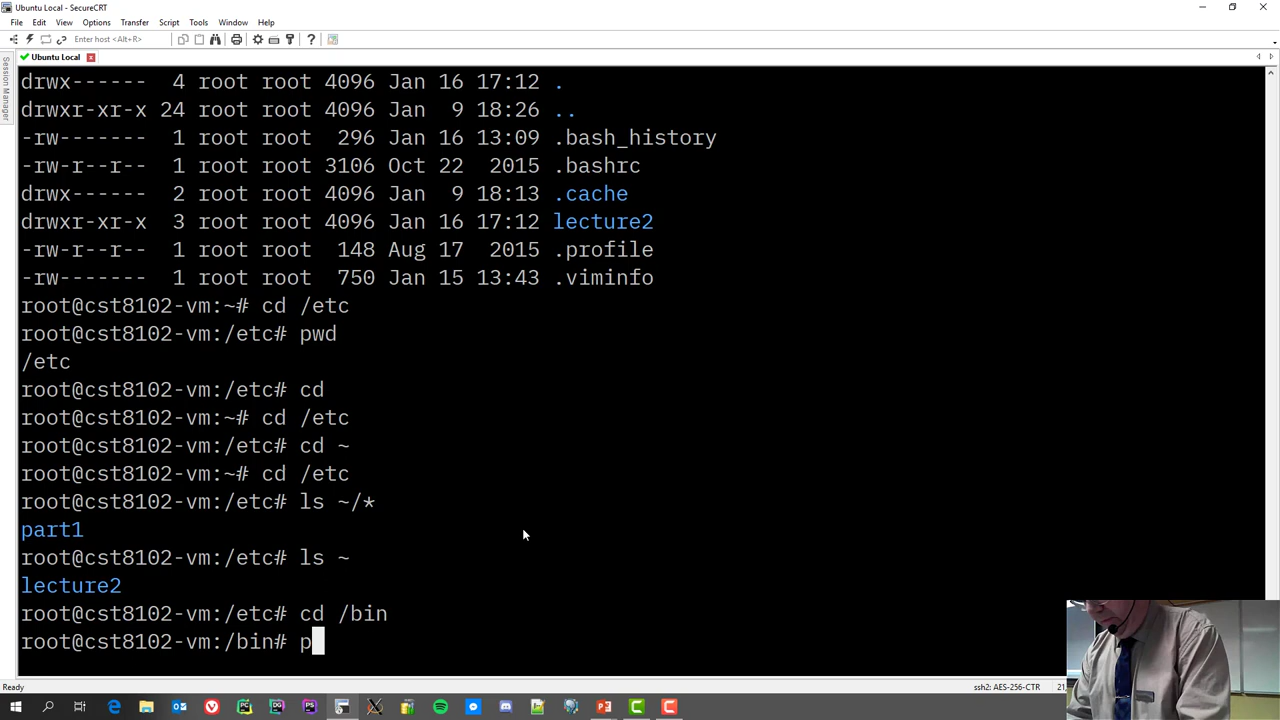 Ubuntu Local - SecureCRT
File Edit View Options Transfer Script Tools Window Help
Enter host <Alt+R>
Ubuntu Local
Session Manager
drwx------  4 root root 4096 Jan 16 17:12 .
drwxr-xr-x 24 root root 4096 Jan  9 18:26 ..
-rw-------  1 root root  296 Jan 16 13:09 .bash_history
-rw-r--r--  1 root root 3106 Oct 22  2015 .bashrc
drwx------  2 root root 4096 Jan  9 18:13 .cache
drwxr-xr-x  3 root root 4096 Jan 16 17:12 lecture2
-rw-r--r--  1 root root  148 Aug 17  2015 .profile
-rw-------  1 root root  750 Jan 15 13:43 .viminfo
root@cst8102-vm:~# cd /etc
root@cst8102-vm:/etc# pwd
/etc
root@cst8102-vm:/etc# cd
root@cst8102-vm:~# cd /etc
root@cst8102-vm:/etc# cd ~
root@cst8102-vm:~# cd /etc
root@cst8102-vm:/etc# ls ~/*
part1
root@cst8102-vm:/etc# ls ~
lecture2
root@cst8102-vm:/etc# cd /bin
root@cst8102-vm:/bin# p
Ready
ssh2: AES-256-CTR
21,